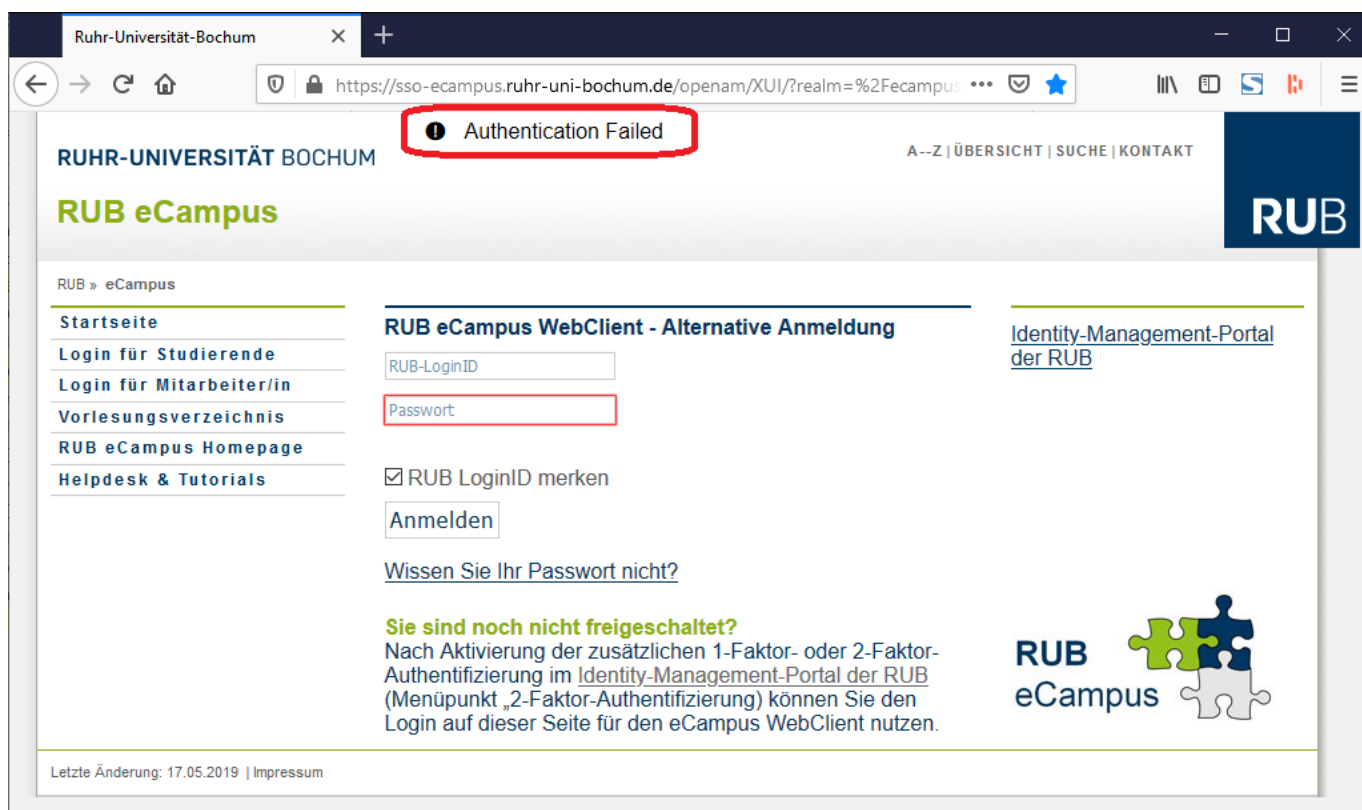 Ruhr-Universität-Bochum
https://sso-ecampus.ruhr-uni-bochum.de/openam/XUI/?realm=%2Fecampus
Authentication Failed
RUHR-UNIVERSITÄT BOCHUM
A--Z | ÜBERSICHT | SUCHE | KONTAKT
RUB eCampus
RUB
RUB » eCampus
Startseite
Login für Studierende
Login für Mitarbeiter/in
Vorlesungsverzeichnis
RUB eCampus Homepage
Helpdesk & Tutorials
RUB eCampus WebClient - Alternative Anmeldung
RUB-LoginID
Passwort
RUB LoginID merken
Anmelden
Wissen Sie Ihr Passwort nicht?
Sie sind noch nicht freigeschaltet?
Nach Aktivierung der zusätzlichen 1-Faktor- oder 2-Faktor-
Authentifizierung im Identity-Management-Portal der RUB
(Menüpunkt „2-Faktor-Authentifizierung) können Sie den
Login auf dieser Seite für den eCampus WebClient nutzen.
Identity-Management-Portal
der RUB
RUB
eCampus
Letzte Änderung: 17.05.2019 | Impressum